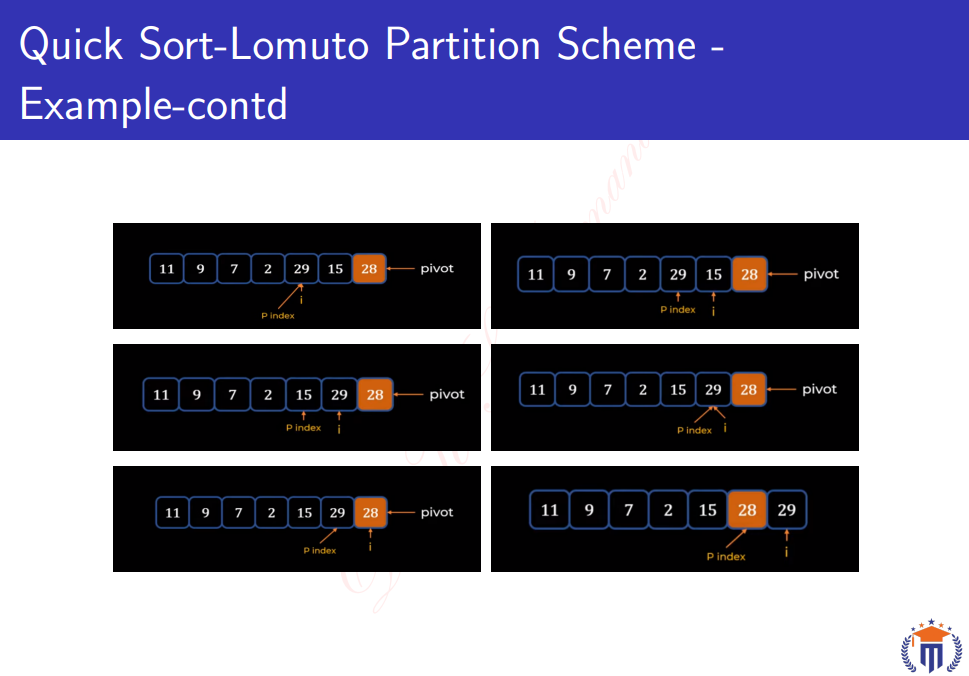 Quick Sort-Lomuto Partition Scheme -
Example-contd
11 9 7 2 29 15 28 pivot
i
P index
11 9 7 2 29 15 28 pivot
P index i
11 9 7 2 15 29 28 pivot
P index i
11 9 7 2 15 29 28 pivot
P index i
11 9 7 2 15 29 28 pivot
P index i
11 9 7 2 15 28 29
P index i